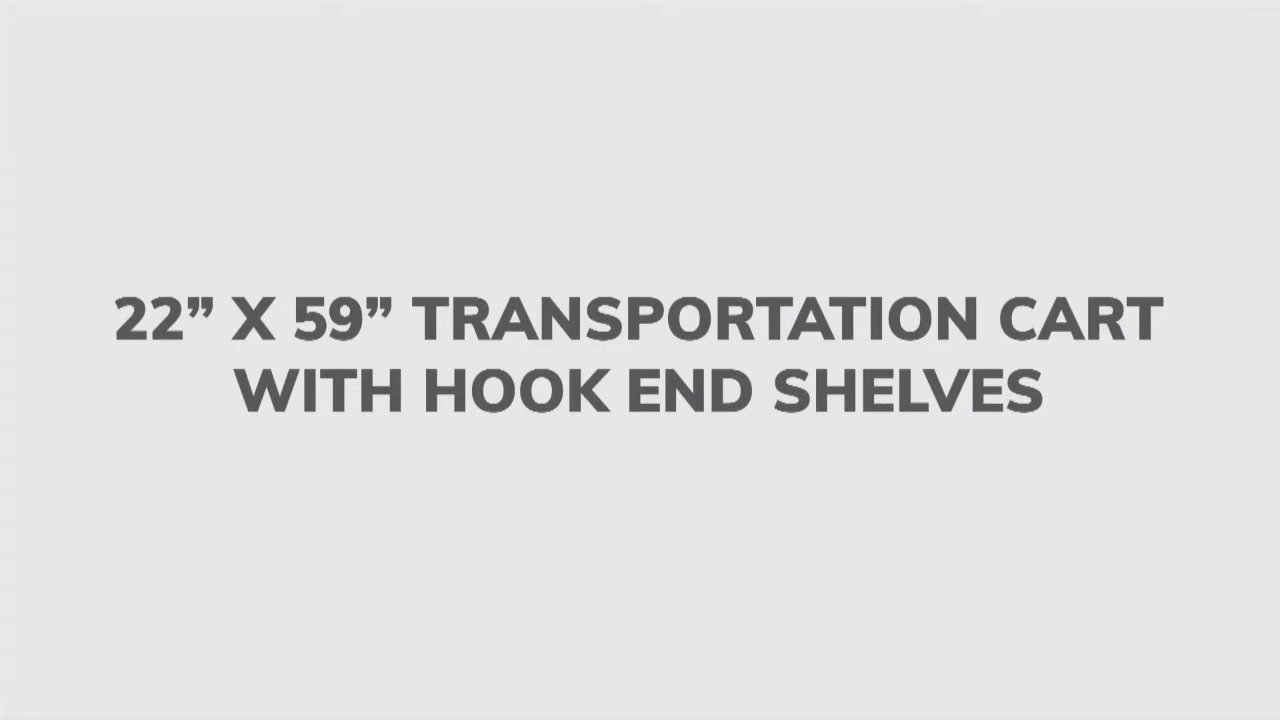 22” X 59” TRANSPORTATION CART
WITH HOOK END SHELVES